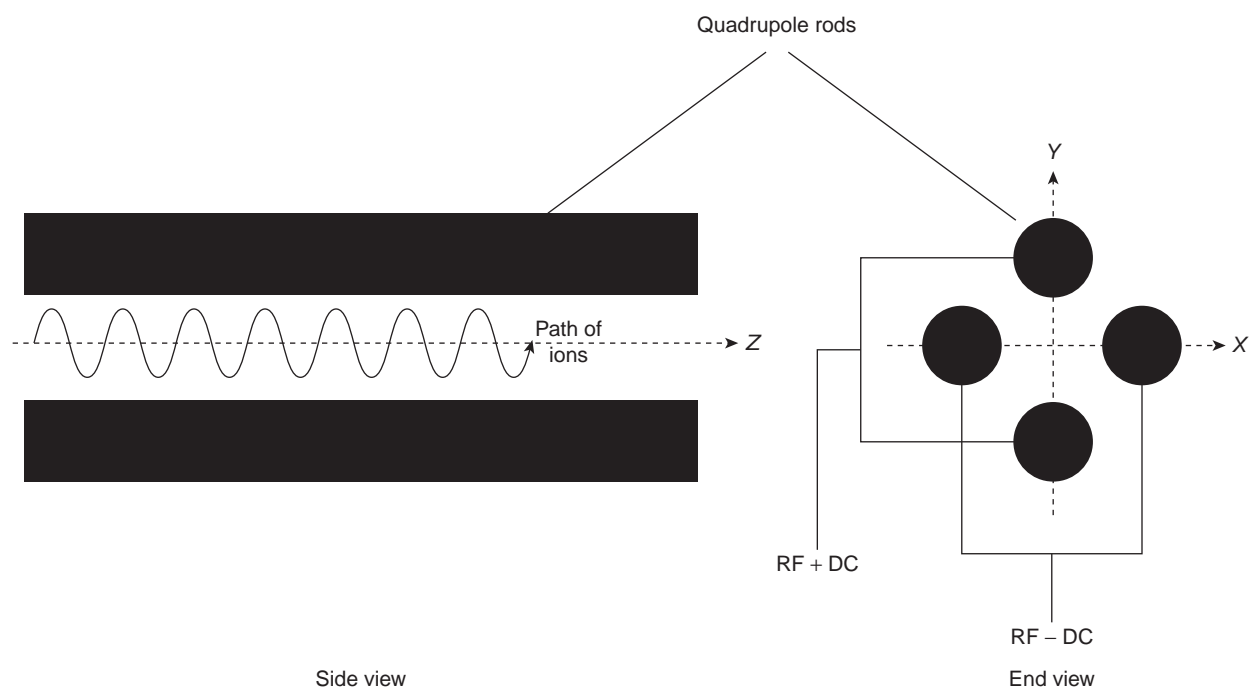 Quadrupole rods
Y
Path of
ions
Z
X
RF + DC
RF – DC
Side view
End view